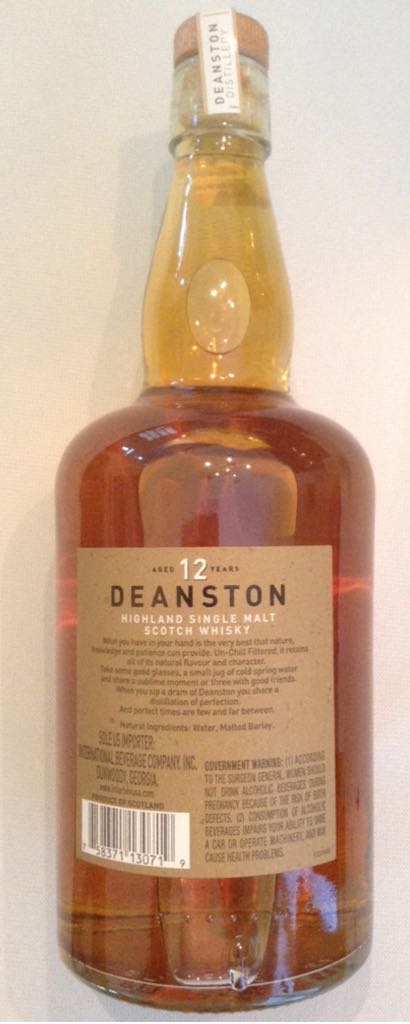 DEANSTON
DISTILLERY
AGED 12 YEARS
DEANSTON
HIGHLAND SINGLE MALT
SCOTCH WHISKY
What you have in your hand is the very best that nature,
knowledge and patience can provide. Un-Chill Filtered, it retains
all of its natural flavour and character.
Take some good glasses, a small jug of cold spring water
and share a sublime moment or three with good friends.
When you sip a dram of Deanston you share a
distillation of perfection.
And perfect times are few and far between.
Natural Ingredients: Water, Malted Barley.
SOLE US IMPORTER:
INTERNATIONAL BEVERAGE COMPANY, INC.
DUNWOODY, GEORGIA.
www.interbevusa.com
PRODUCT OF SCOTLAND
7 58371 13071 9
GOVERNMENT WARNING: (1) ACCORDING
TO THE SURGEON GENERAL, WOMEN SHOULD
NOT DRINK ALCOHOLIC BEVERAGES DURING
PREGNANCY BECAUSE OF THE RISK OF BIRTH
DEFECTS. (2) CONSUMPTION OF ALCOHOLIC
BEVERAGES IMPAIRS YOUR ABILITY TO DRIVE
A CAR OR OPERATE MACHINERY, AND MAY
CAUSE HEALTH PROBLEMS.